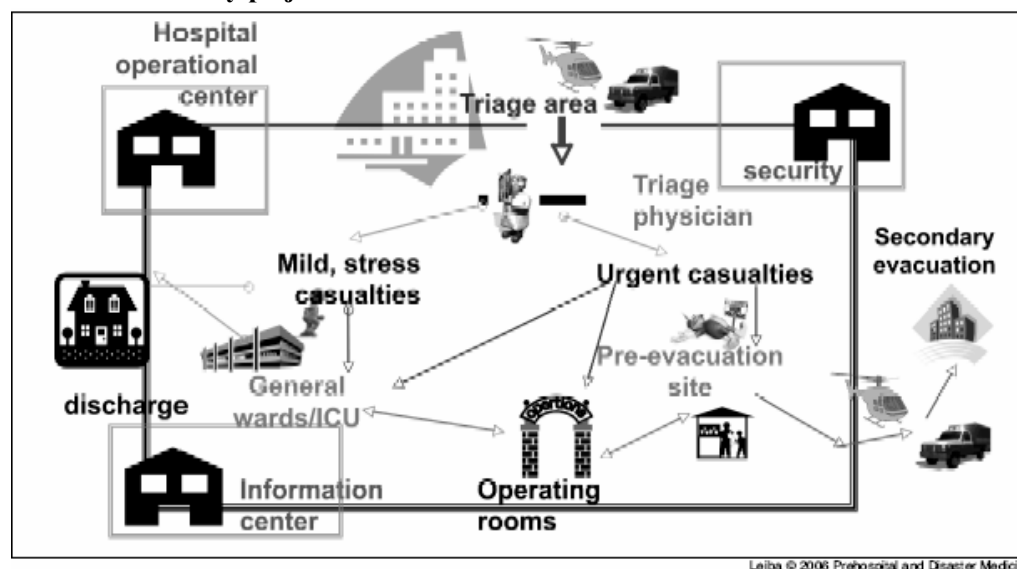 Hospital
operational
center
Triage area
security
Triage
physician
Secondary
evacuation
Mild, stress
casualties
Urgent casualties
Pre-evacuation
site
General
wards/ICU
discharge
Information
center
Operating
rooms
Leiba © 2006 Prehospital and Disaster Medici